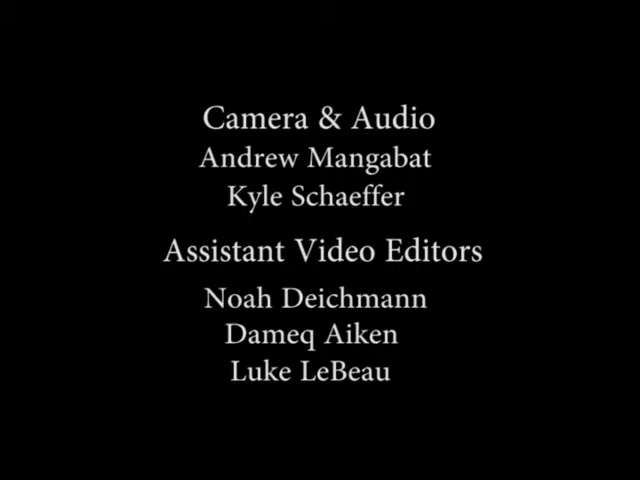 Camera & Audio
Andrew Mangabat
Kyle Schaeffer
Assistant Video Editors
Noah Deichmann
Dameq Aiken
Luke LeBeau